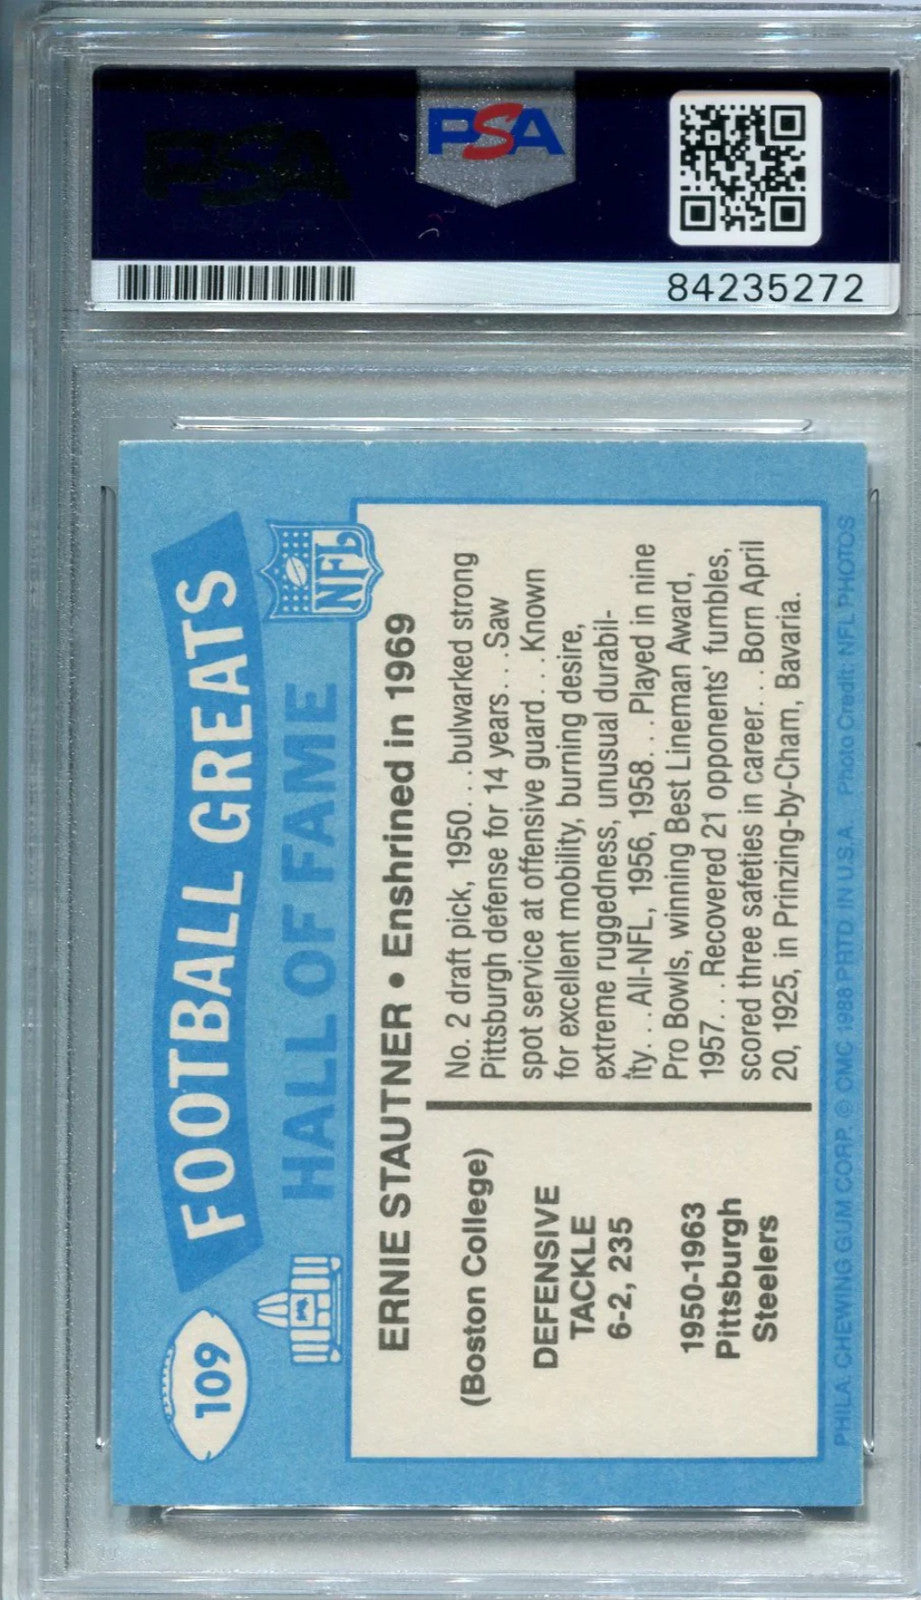 PSA
PSA
84235272
109
FOOTBALL GREATS
HALL OF FAME
NFL
ERNIE STAUTNER • Enshrined in 1969
(Boston College)
DEFENSIVE
TACKLE
6-2, 235
1950-1963
Pittsburgh
Steelers
No. 2 draft pick, 1950. . .bulwarked strong
Pittsburgh defense for 14 years. . .Saw
spot service at offensive guard. . .Known
for excellent mobility, burning desire,
extreme ruggedness, unusual durabil-
ity. . .All-NFL, 1956, 1958. . .Played in nine
Pro Bowls, winning Best Lineman Award,
1957. . .Recovered 21 opponents' fumbles,
scored three safeties in career. . .Born April
20, 1925, in Prinzing-by-Cham, Bavaria.
PHILA. CHEWING GUM CORP. © CMC 1988 PRTD IN U.S.A. Photo Credit: NFL PHOTOS